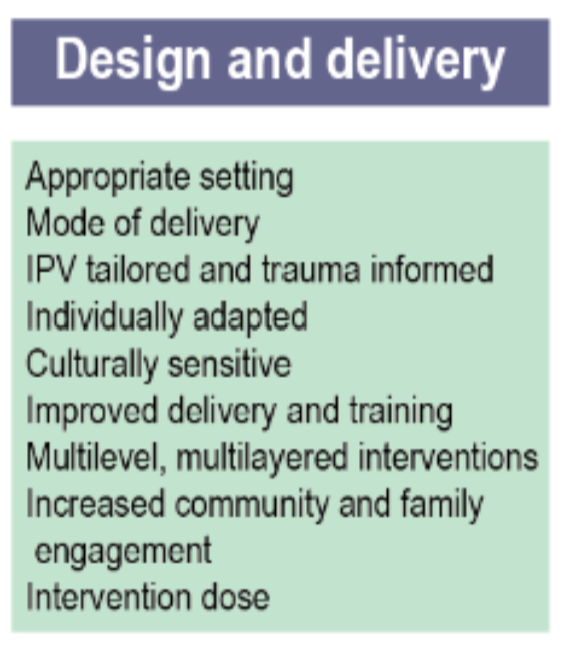 Design and delivery
Appropriate setting
Mode of delivery
IPV tailored and trauma informed
Individually adapted
Culturally sensitive
Improved delivery and training
Multilevel, multilayered interventions
Increased community and family
engagement
Intervention dose